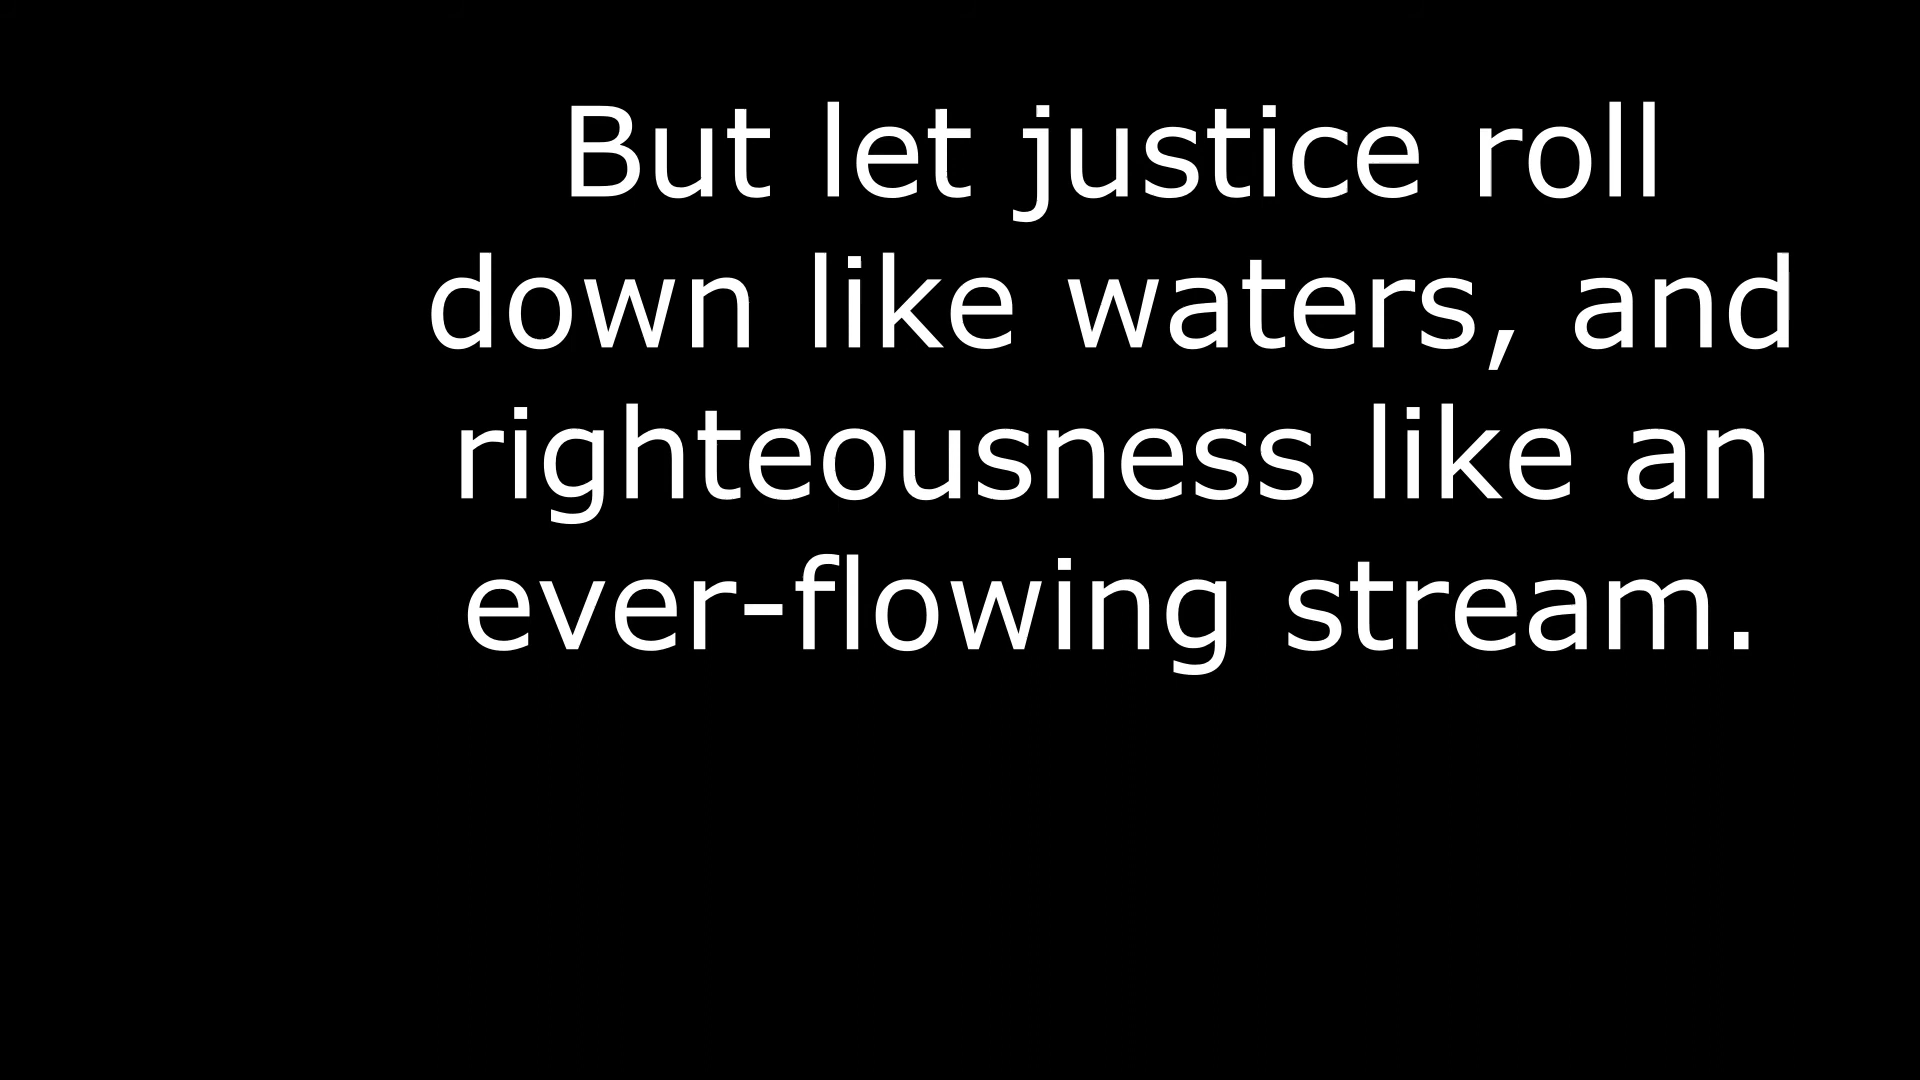 But let justice roll
down like waters, and
righteousness like an
ever-flowing stream.